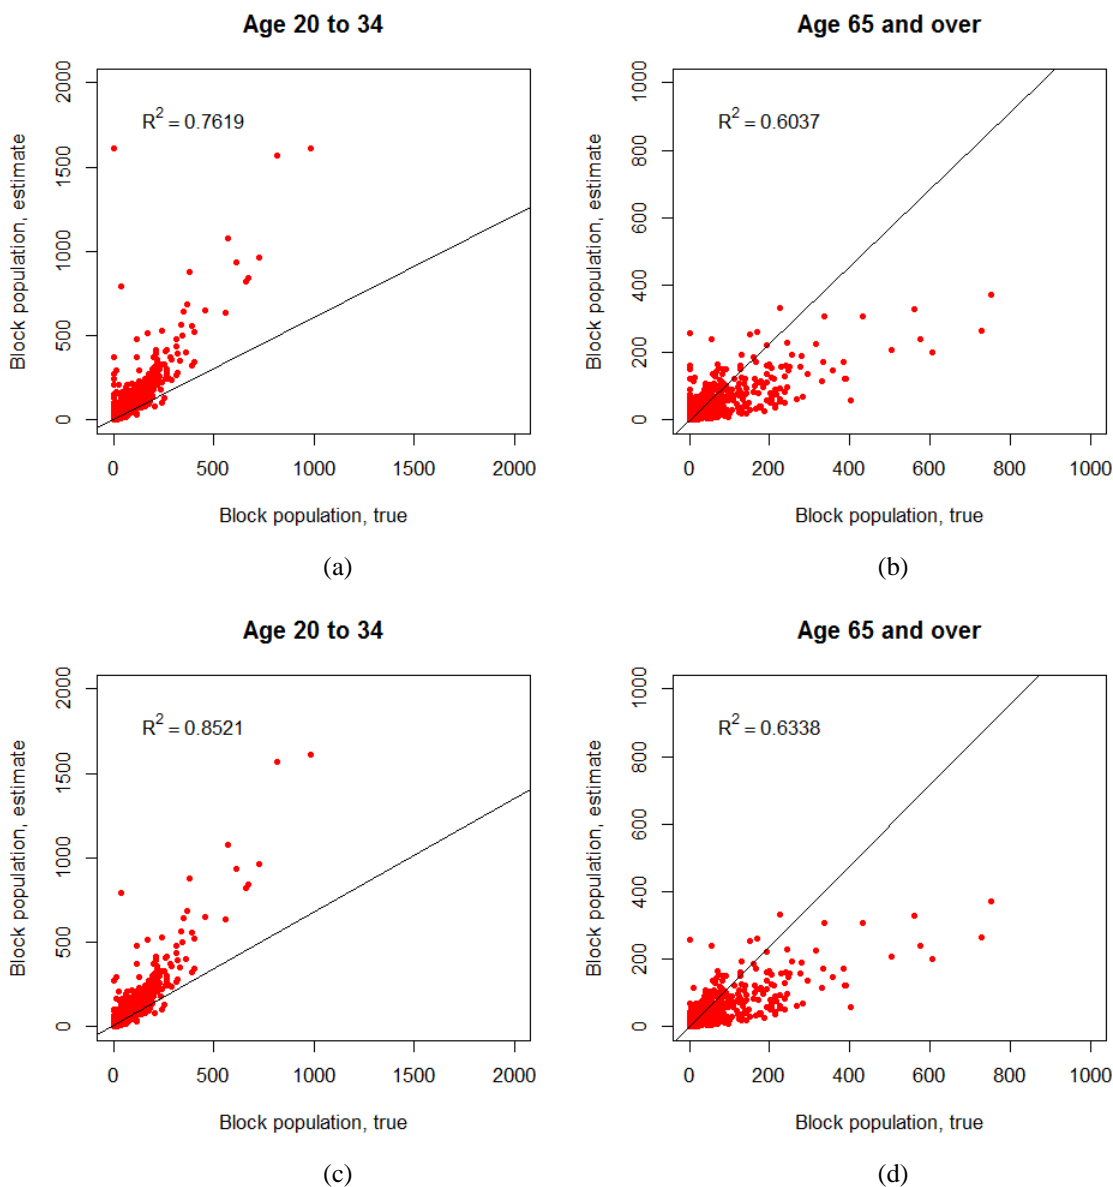 Age 20 to 34
R2 = 0.7619
Block population, estimate
0 500 1000 1500 2000
0 500 1000 1500 2000
Block population, true
(a)
Age 65 and over
R2 = 0.6037
Block population, estimate
0 200 400 600 800 1000
0 200 400 600 800 1000
Block population, true
(b)
Age 20 to 34
R2 = 0.8521
Block population, estimate
0 500 1000 1500 2000
0 500 1000 1500 2000
Block population, true
(c)
Age 65 and over
R2 = 0.6338
Block population, estimate
0 200 400 600 800 1000
0 200 400 600 800 1000
Block population, true
(d)